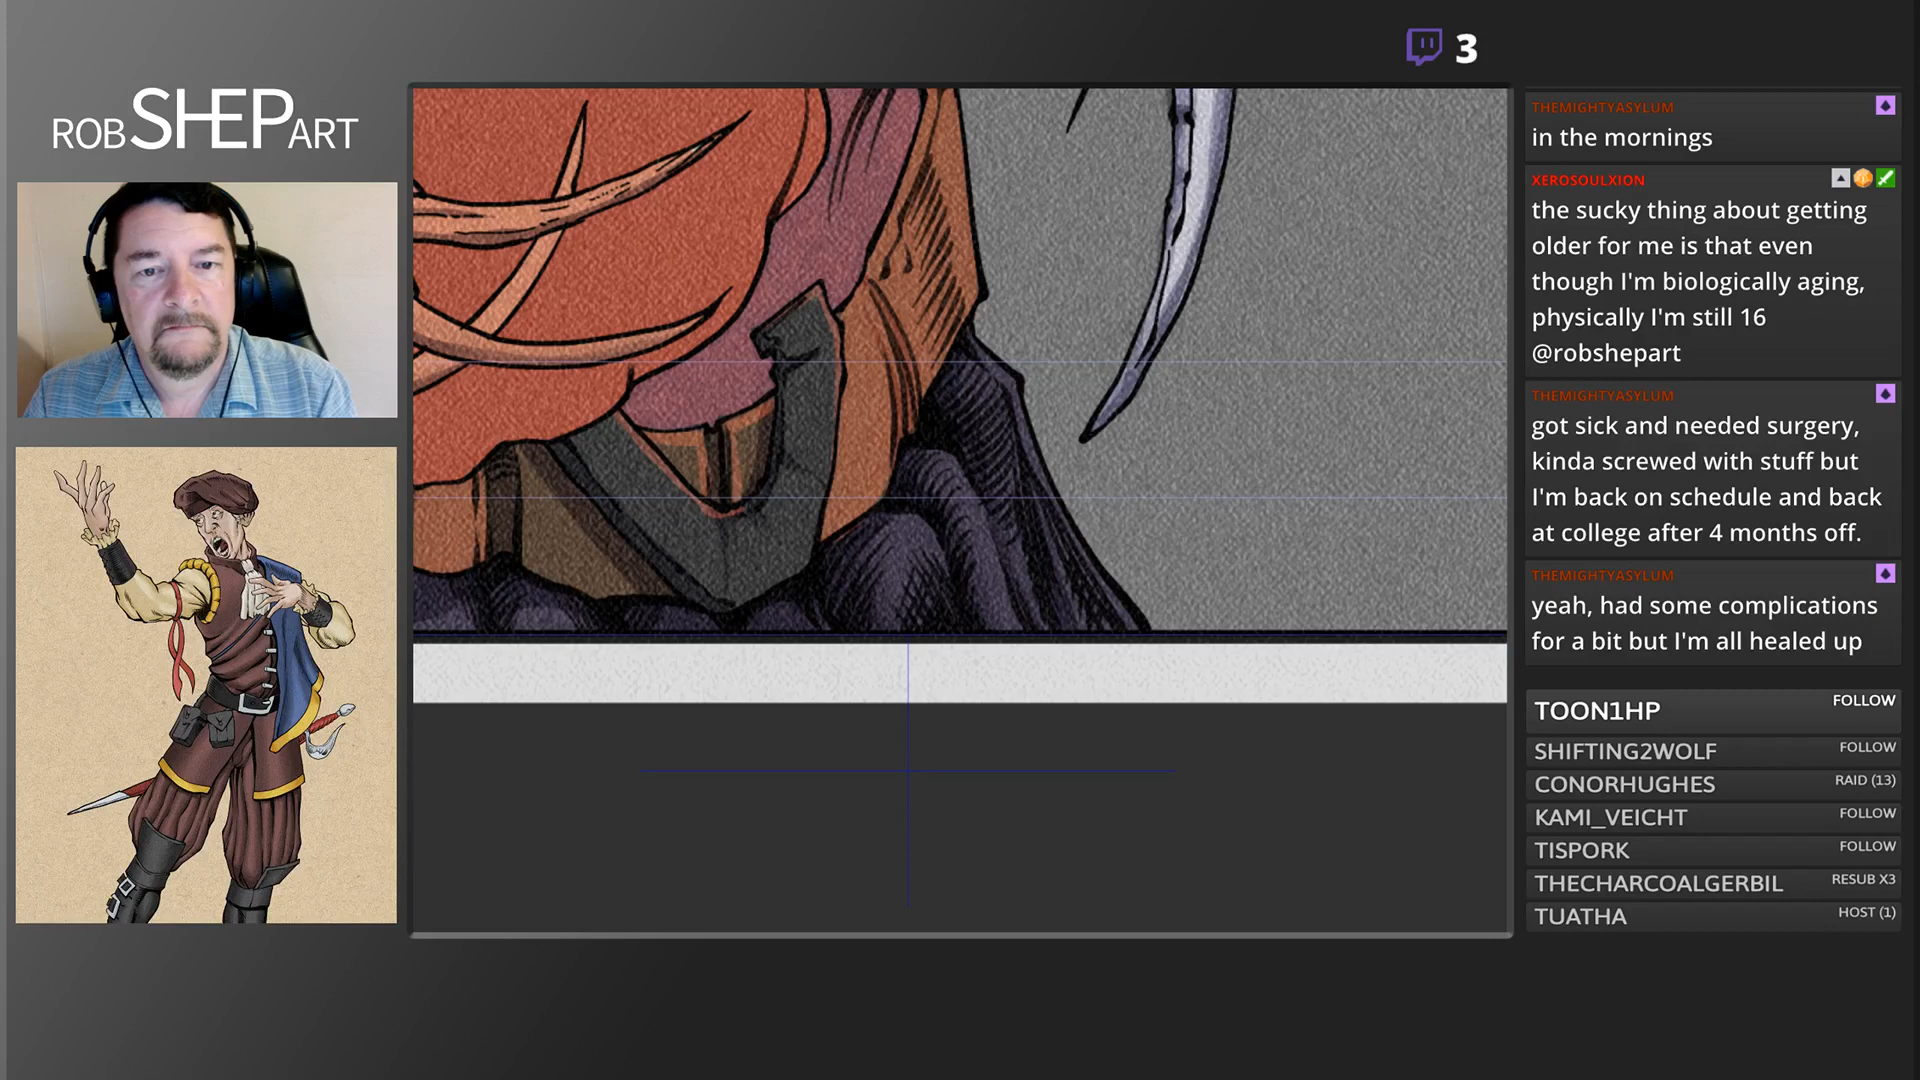 3
ROBSHEPART
THEMIGHTYASYLUM
in the mornings
XEROSOULXION
the sucky thing about getting
older for me is that even
though I'm biologically aging,
physically I'm still 16
@robshepart
THEMIGHTYASYLUM
got sick and needed surgery,
kinda screwed with stuff but
I'm back on schedule and back
at college after 4 months off.
THEMIGHTYASYLUM
yeah, had some complications
for a bit but I'm all healed up
TOON1HP FOLLOW
SHIFTING2WOLF FOLLOW
CONORHUGHES RAID (13)
KAMI_VEICHT FOLLOW
TISPORK FOLLOW
THECHARCOALGERBIL RESUB X3
TUATHA HOST (1)